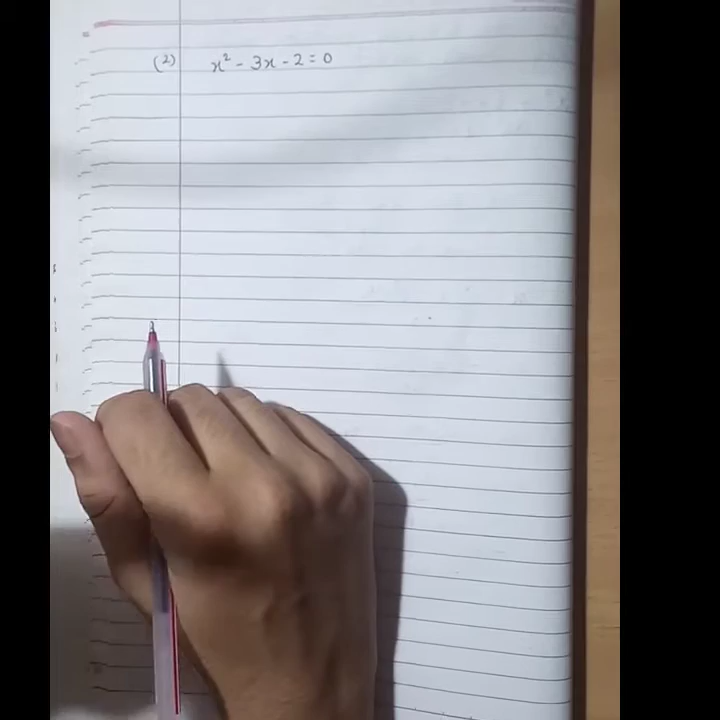 (2) x² - 3x - 2 = 0